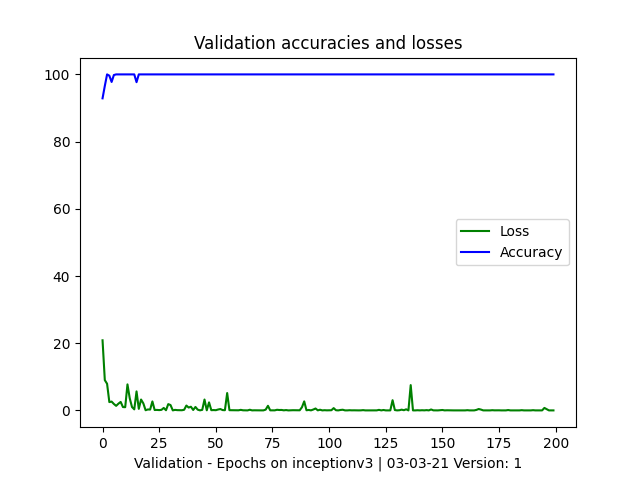 Validation accuracies and losses
100
80
60
40
20
0
Loss
Accuracy
0 25 50 75 100 125 150 175 200
Validation - Epochs on inceptionv3 | 03-03-21 Version: 1